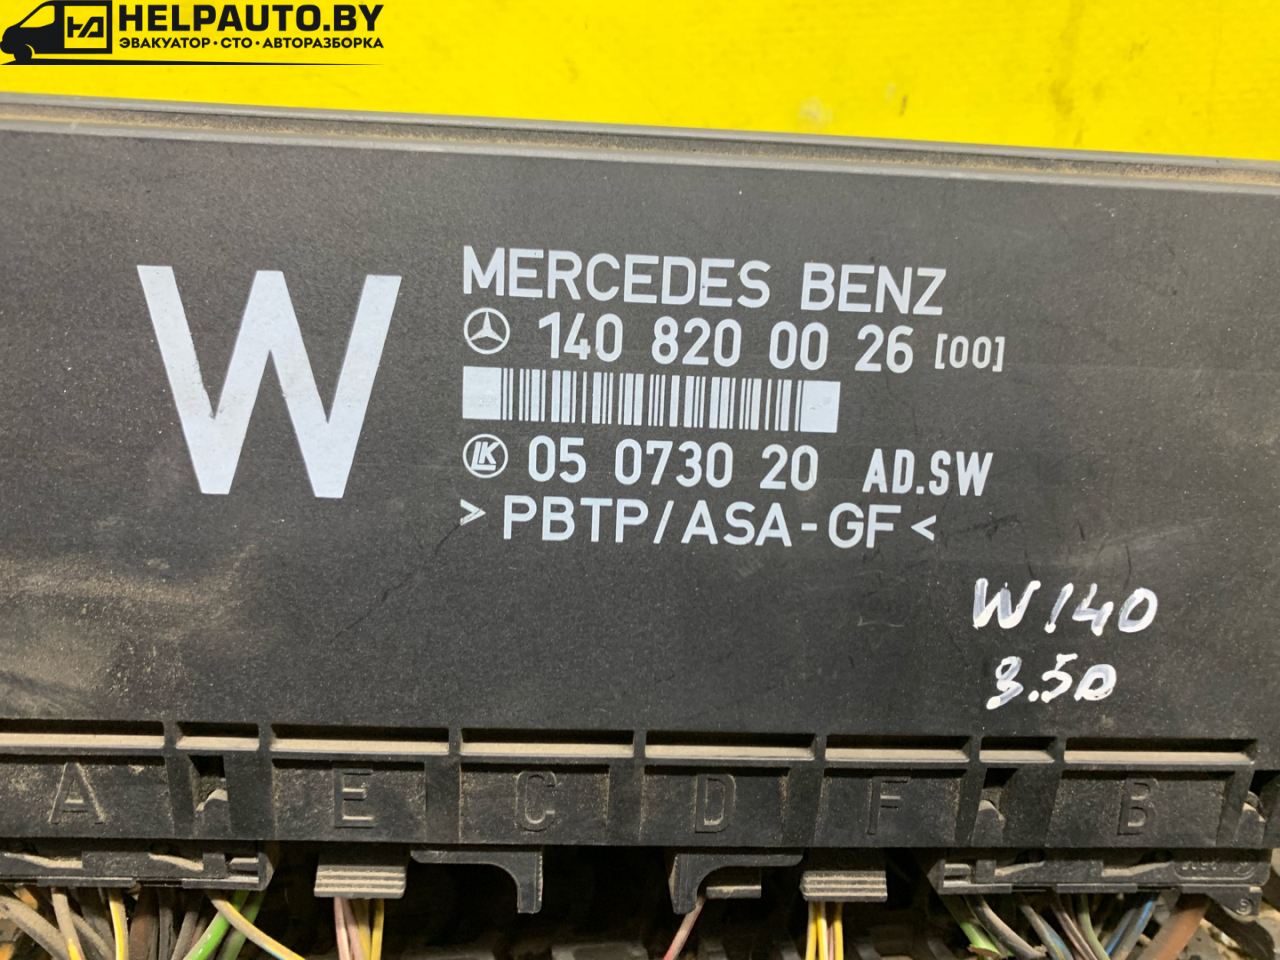 HELPAUTO.BY
ЭВАКУАТОР·СТО·АВТОРАЗБОРКА
W
MERCEDES BENZ
140 820 00 26 [00]
LK 05 0730 20 AD.SW
>PBTP/ASA-GF<
W140
3.5D
A E C D F B